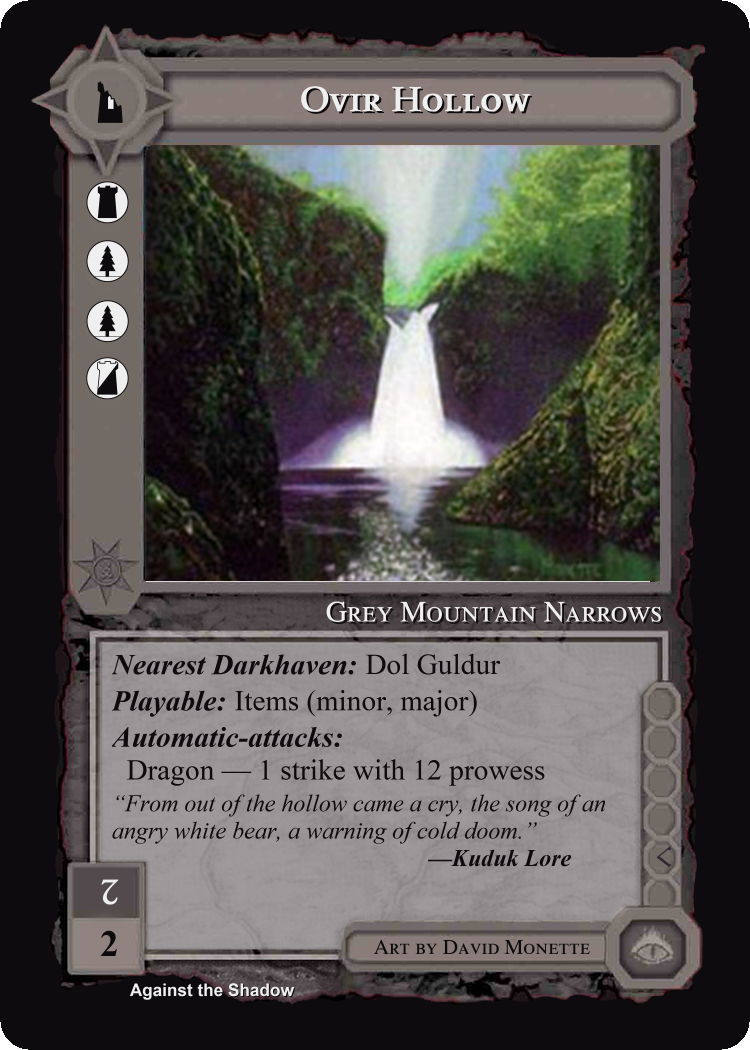 Ovir Hollow
Grey Mountain Narrows
Nearest Darkhaven: Dol Guldur
Playable: Items (minor, major)
Automatic-attacks:
Dragon — 1 strike with 12 prowess
“From out of the hollow came a cry, the song of an
angry white bear, a warning of cold doom.”
—Kuduk Lore
2
2
Art by David Monette
Against the Shadow